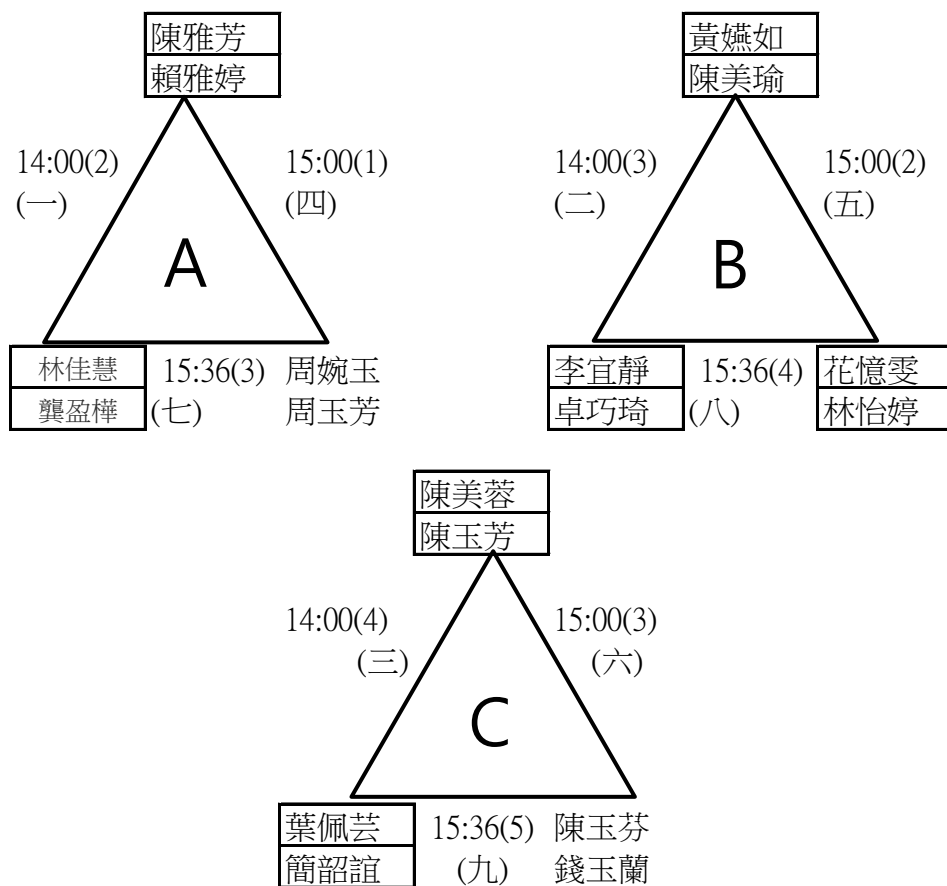 陳雅芳
賴雅婷
14:00(2)
(一)
15:00(1)
(四)
A
林佳慧
龔盈樺
15:36(3)
(七)
周婉玉
周玉芳
黃嬿如
陳美瑜
14:00(3)
(二)
15:00(2)
(五)
B
李宜靜
卓巧琦
15:36(4)
(八)
花憶雯
林怡婷
陳美蓉
陳玉芳
14:00(4)
(三)
15:00(3)
(六)
C
葉佩芸
簡韶誼
15:36(5)
(九)
陳玉芬
錢玉蘭